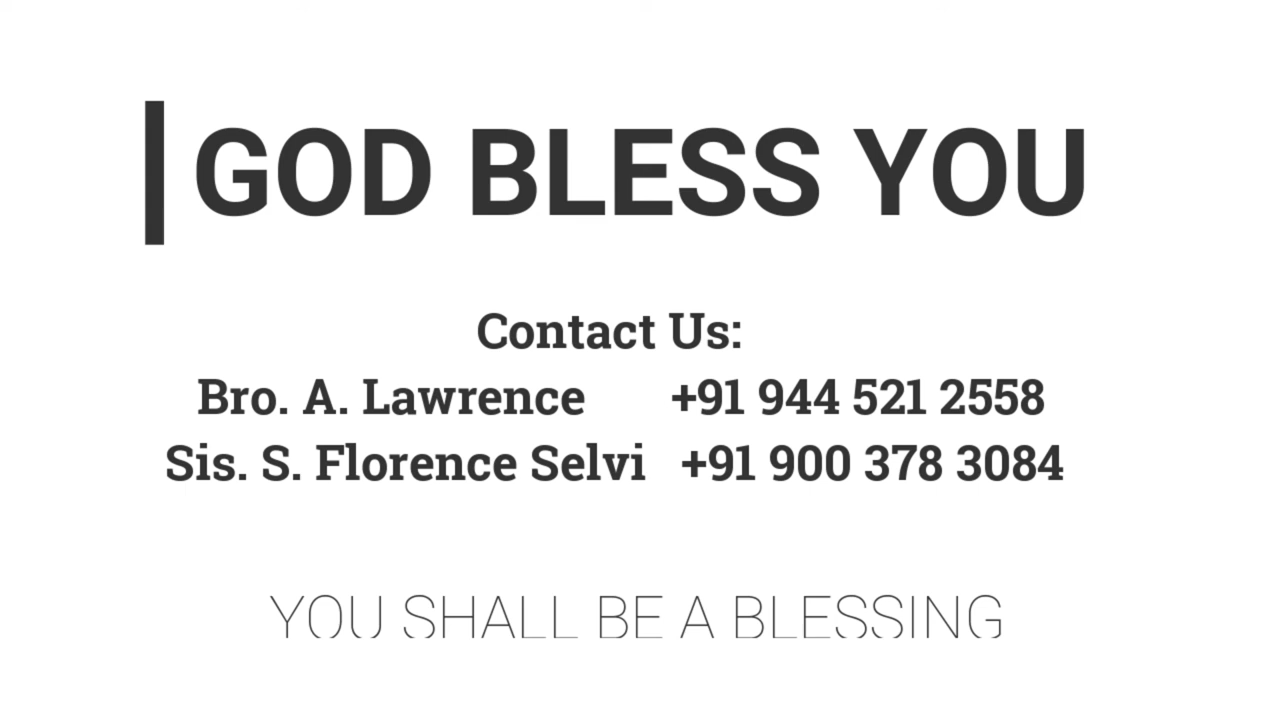 GOD BLESS YOU
Contact Us:
Bro. A. Lawrence +91 944 521 2558
Sis. S. Florence Selvi +91 900 378 3084
YOU SHALL BE A BLESSING